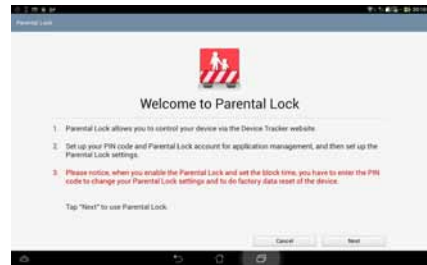 Parental Lock
Welcome to Parental Lock
1. Parental Lock allows you to control your device via the Device Tracker website.
2. Set up your PIN code and Parental Lock account for application management, and then set up the
Parental Lock settings.
3. Please notice, when you enable the Parental Lock and set the block time, you have to enter the PIN
code to change your Parental Lock settings and to do factory data reset of the device.
Tap "Next" to use Parental Lock.
Cancel
Next